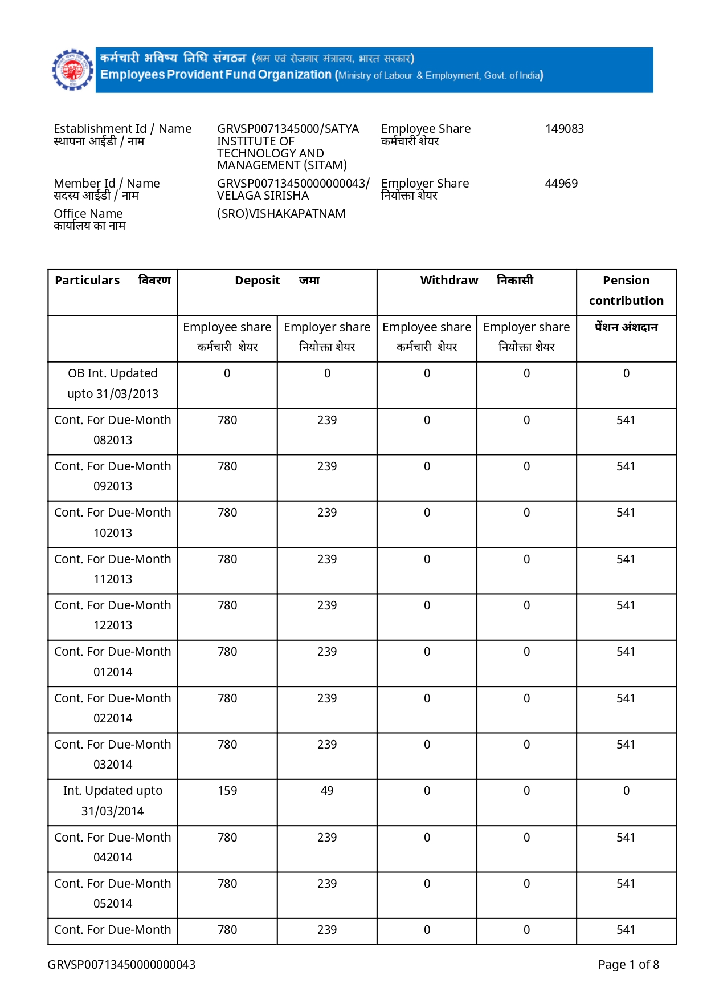 कर्मचारी भविष्य निधि संगठन (श्रम एवं रोजगार मंत्रालय, भारत सरकार)
Employees Provident Fund Organization (Ministry of Labour & Employment, Govt. of India)
Establishment Id / Name GRVSP0071345000/SATYA Employee Share 149083
स्थापना आईडी / नाम INSTITUTE OF कर्मचारी शेयर
TECHNOLOGY AND
MANAGEMENT (SITAM)
Member Id / Name GRVSP00713450000000043/ Employer Share 44969
सदस्य आईडी / नाम VELAGA SIRISHA नियोक्ता शेयर
Office Name (SRO)VISHAKAPATNAM
कार्यालय का नाम
Particulars विवरण Deposit जमा Withdraw निकासी Pension
contribution
Employee share Employer share Employee share Employer share पेंशन अंशदान
कर्मचारी शेयर नियोक्ता शेयर कर्मचारी शेयर नियोक्ता शेयर
OB Int. Updated 0 0 0 0 0
upto 31/03/2013
Cont. For Due-Month 780 239 0 0 541
082013
Cont. For Due-Month 780 239 0 0 541
092013
Cont. For Due-Month 780 239 0 0 541
102013
Cont. For Due-Month 780 239 0 0 541
112013
Cont. For Due-Month 780 239 0 0 541
122013
Cont. For Due-Month 780 239 0 0 541
012014
Cont. For Due-Month 780 239 0 0 541
022014
Cont. For Due-Month 780 239 0 0 541
032014
Int. Updated upto 159 49 0 0 0
31/03/2014
Cont. For Due-Month 780 239 0 0 541
042014
Cont. For Due-Month 780 239 0 0 541
052014
Cont. For Due-Month 780 239 0 0 541
GRVSP00713450000000043 Page 1 of 8